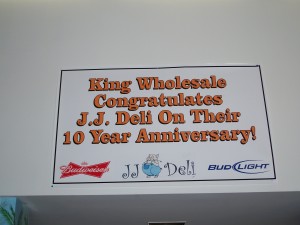 King Wholesale
Congratulates
J.J. Deli On Their
10 Year Anniversary!
Budweiser JJ Deli BUD LIGHT